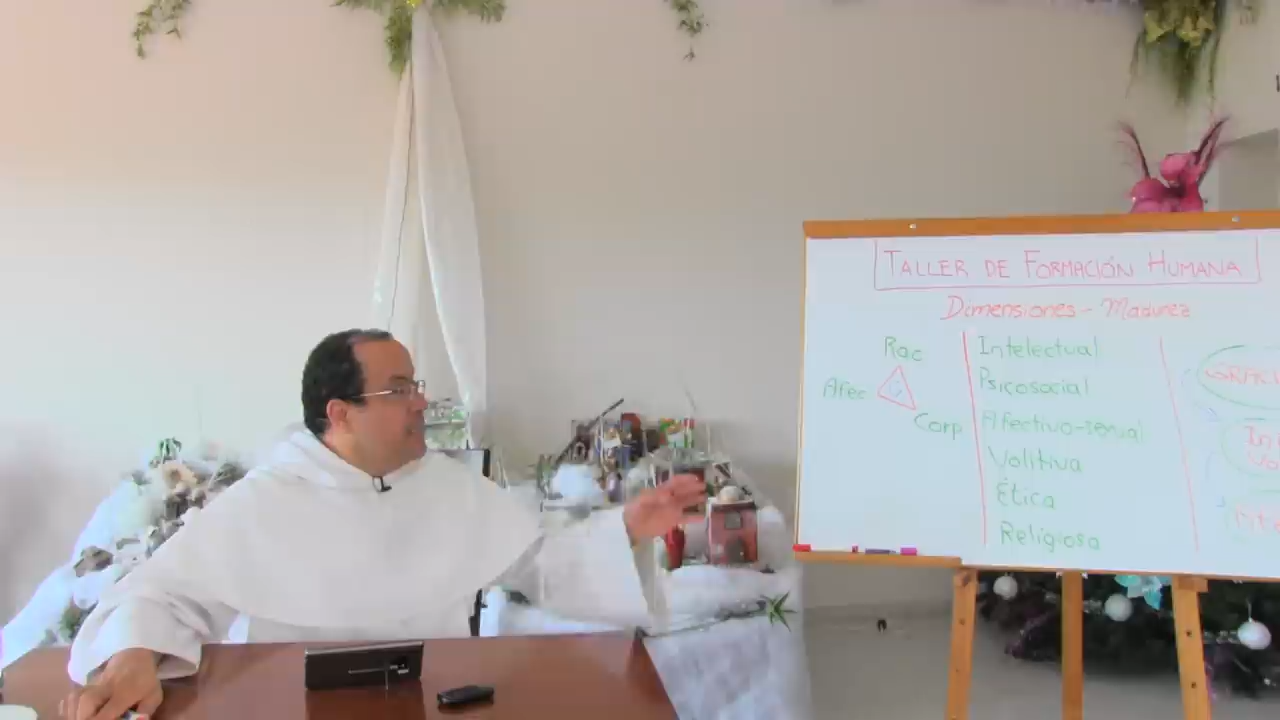 TALLER DE FORMACIÓN HUMANA
Dimensiones - Madurez
Rac
Afec
Corp
Intelectual
Psicosocial
Afectivo-sexual
Volitiva
Ética
Religiosa